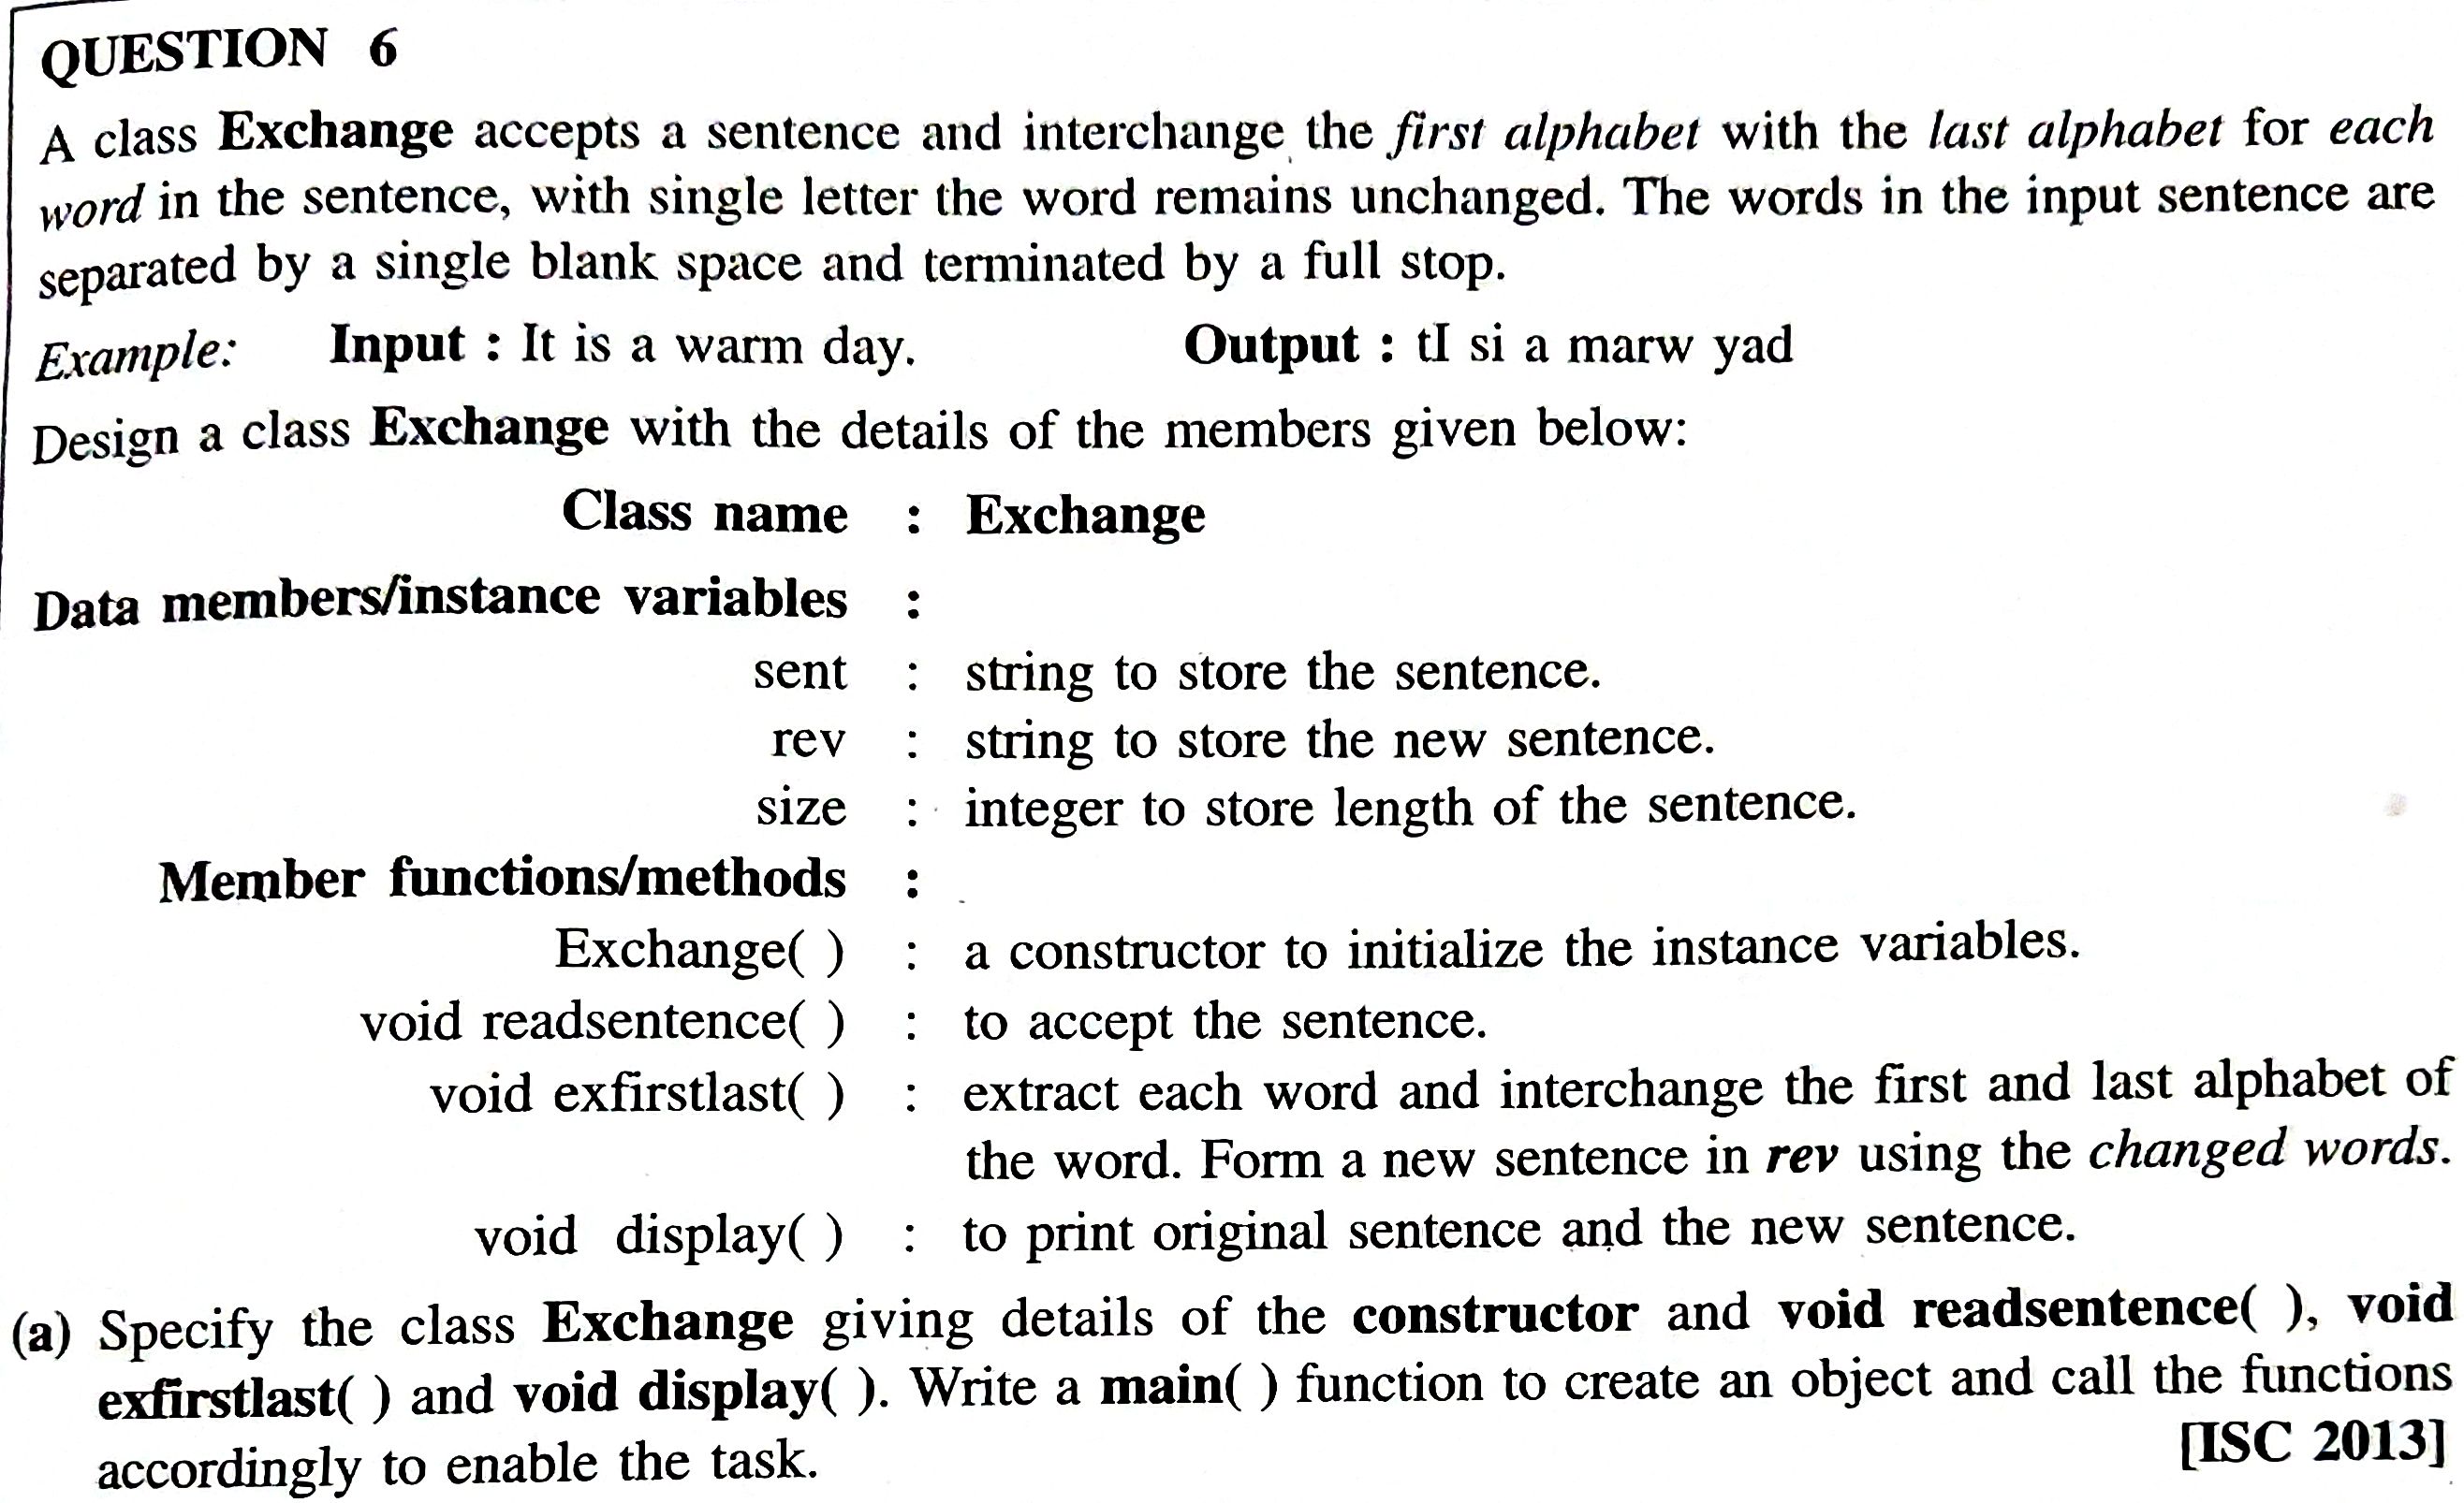 QUESTION 6
A class Exchange accepts a sentence and interchange the first alphabet with the last alphabet for each
word in the sentence, with single letter the word remains unchanged. The words in the input sentence are
separated by a single blank space and terminated by a full stop.
Example: Input : It is a warm day. Output : tI si a marw yad
Design a class Exchange with the details of the members given below:
Class name : Exchange
Data members/instance variables :
sent : string to store the sentence.
rev : string to store the new sentence.
size : integer to store length of the sentence.
Member functions/methods :
Exchange( ) : a constructor to initialize the instance variables.
void readsentence( ) : to accept the sentence.
void exfirstlast( ) : extract each word and interchange the first and last alphabet of
the word. Form a new sentence in rev using the changed words.
void display( ) : to print original sentence and the new sentence.
(a) Specify the class Exchange giving details of the constructor and void readsentence( ), void
exfirstlast( ) and void display( ). Write a main( ) function to create an object and call the functions
accordingly to enable the task. [ISC 2013]